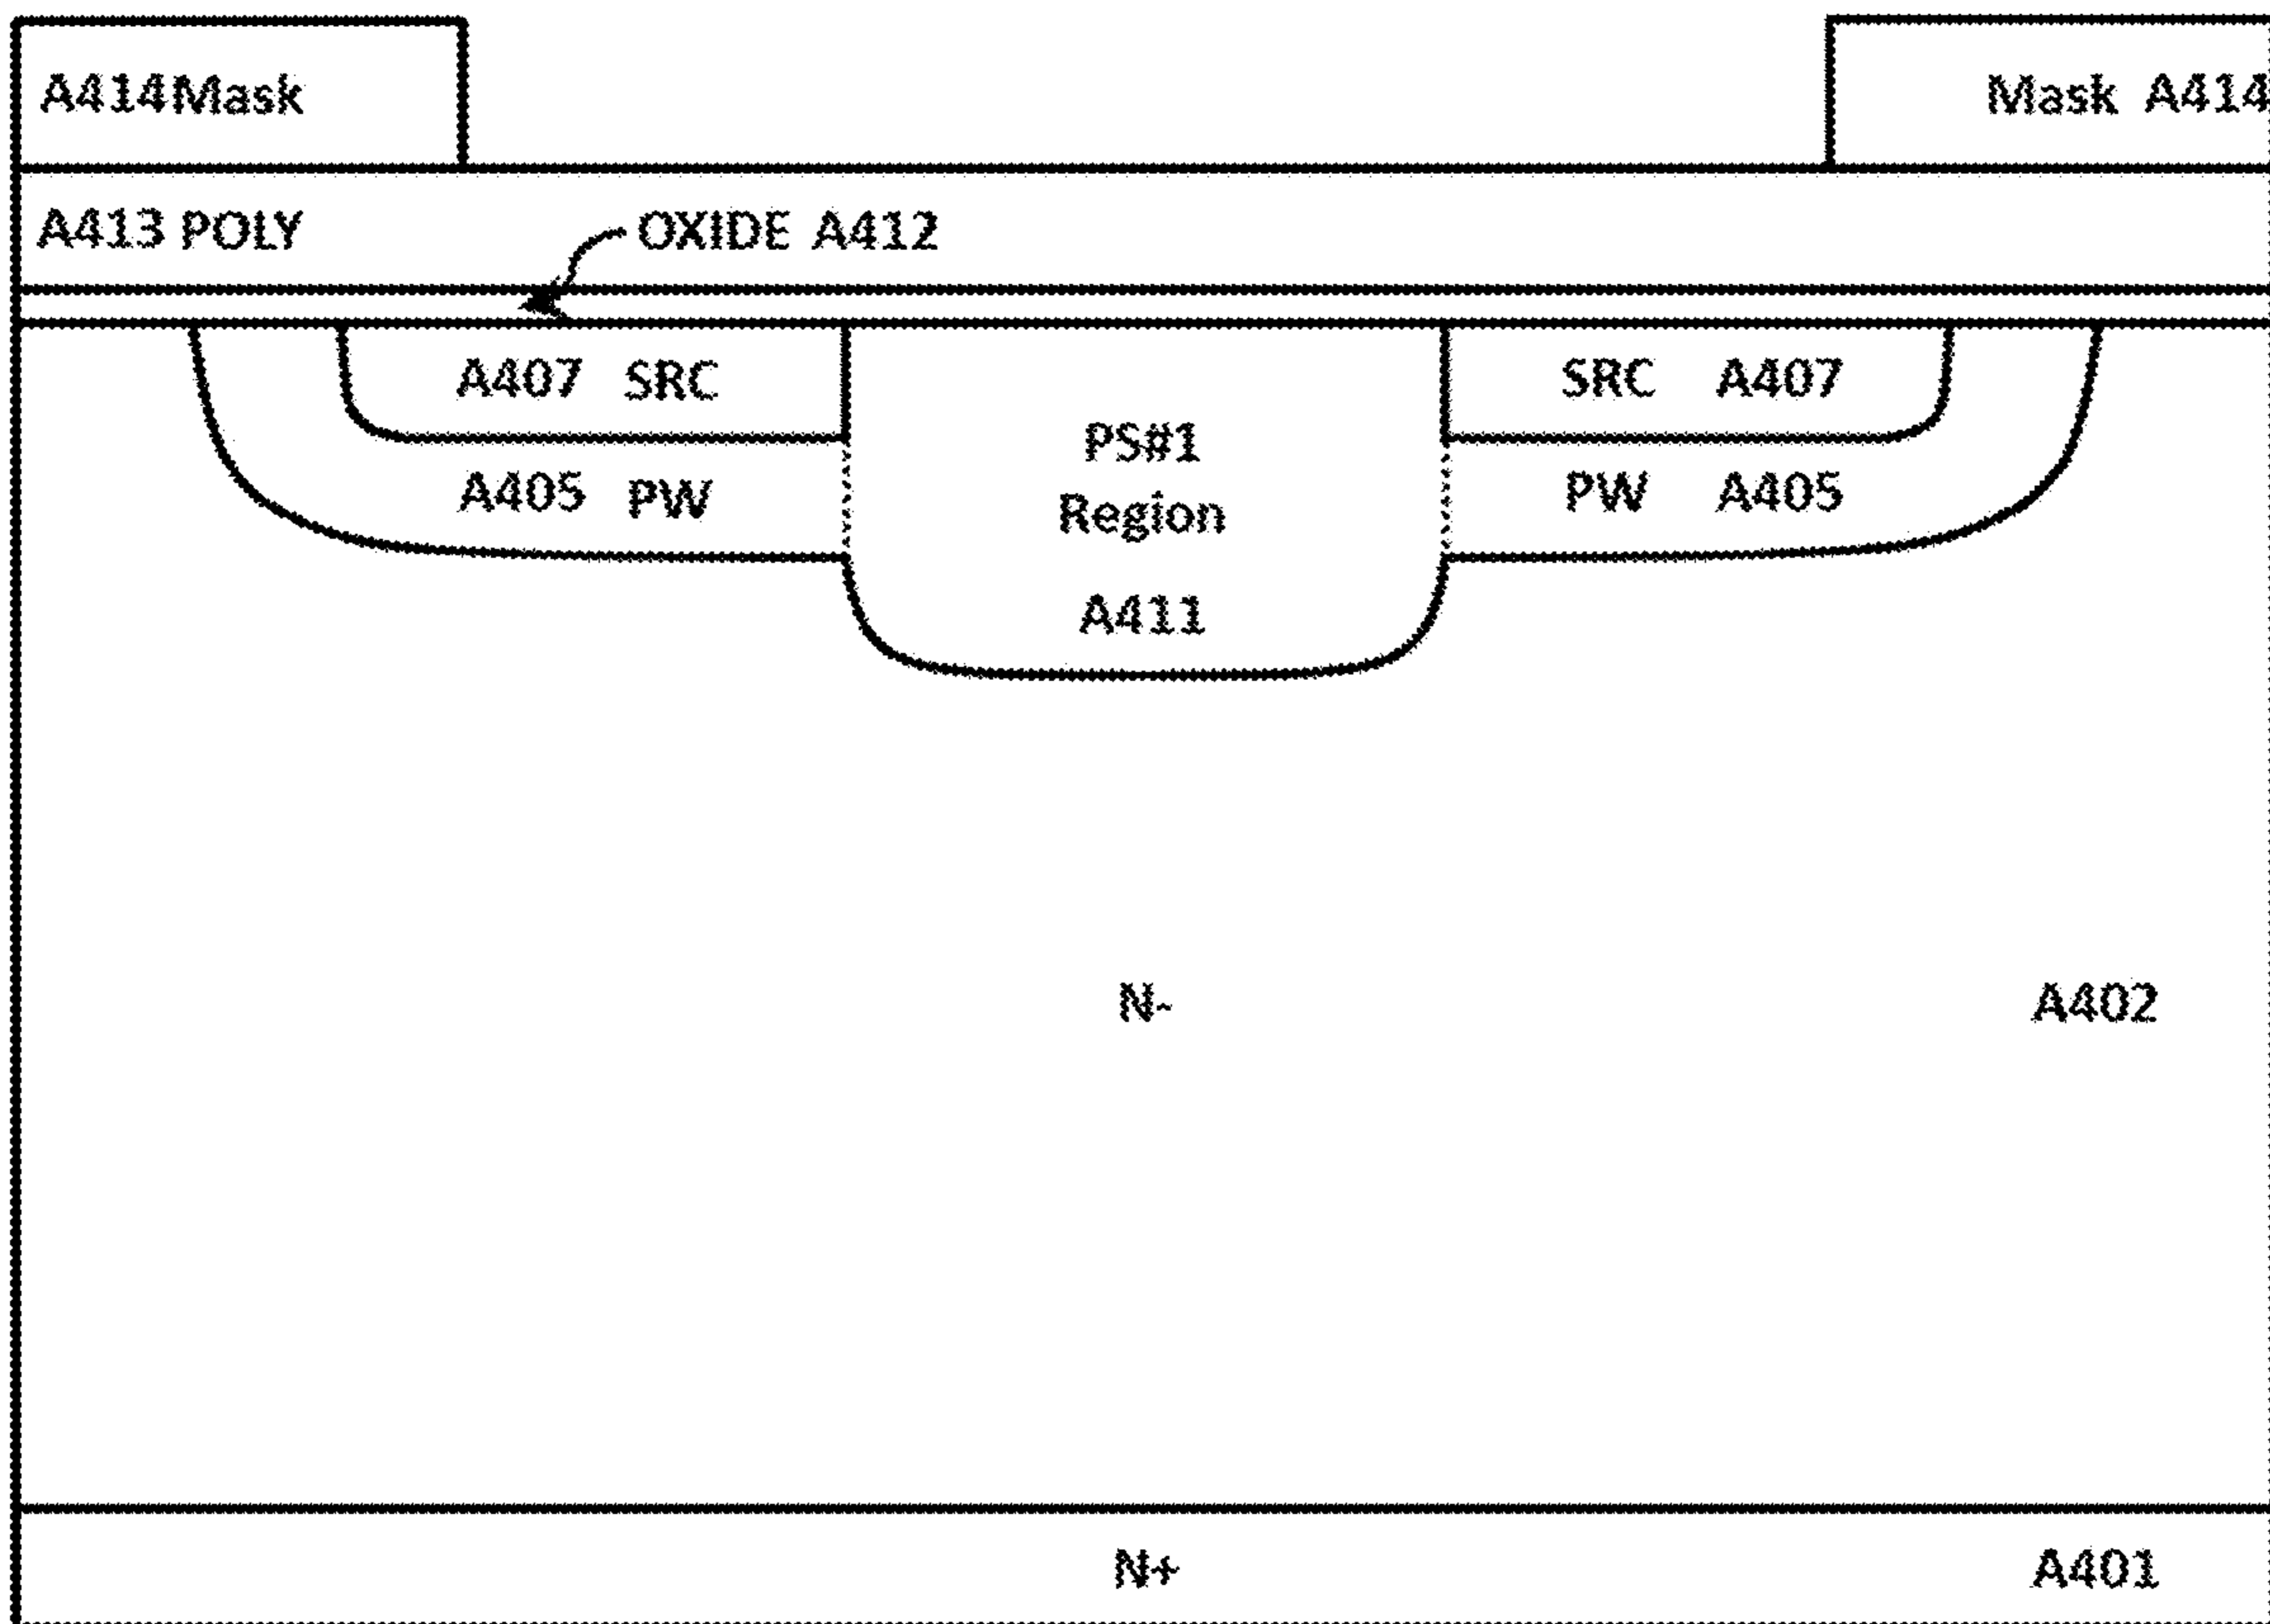 A414Mask
Mask A414
A413 POLY
OXIDE A412
A407 SRC
SRC A407
PS#1
Region
A411
A405 PW
PW A405
N-
A402
N+
A401